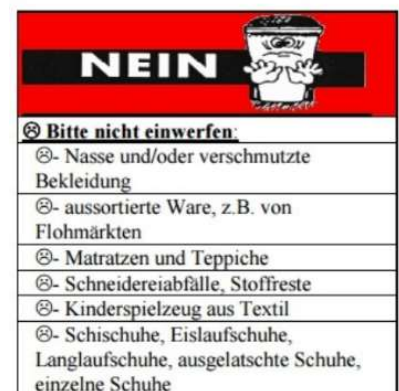 NEIN
☹ Bitte nicht einwerfen:
☹- Nasse und/oder verschmutzte
Bekleidung
☹- aussortierte Ware, z.B. von
Flohmärkten
☹- Matratzen und Teppiche
☹- Schneidereiabfälle, Stoffreste
☹- Kinderspielzeug aus Textil
☹- Schischuhe, Eislaufschuhe,
Langlaufschuhe, ausgelatschte Schuhe,
einzelne Schuhe